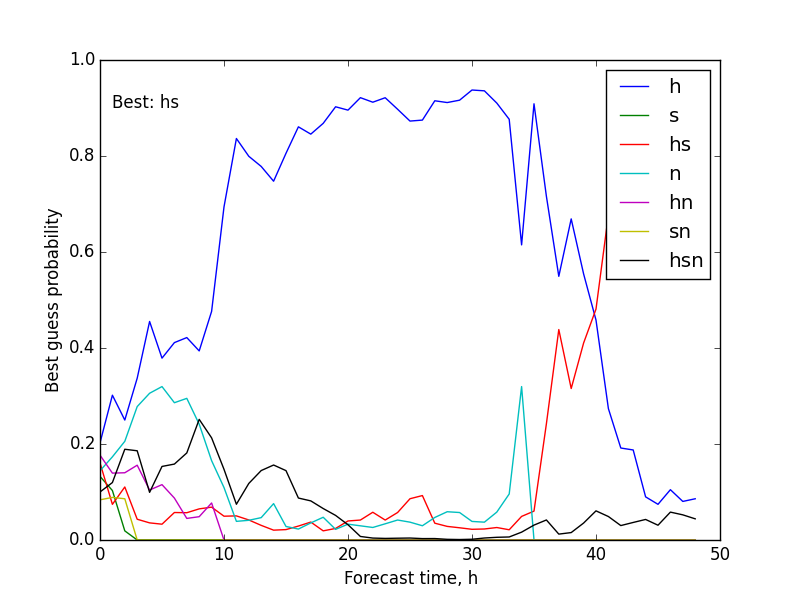 1.0
0.8
0.6
0.4
0.2
0.0
Best guess probability
Best: hs
h
s
hs
n
hn
sn
hsn
0 10 20 30 40 50
Forecast time, h